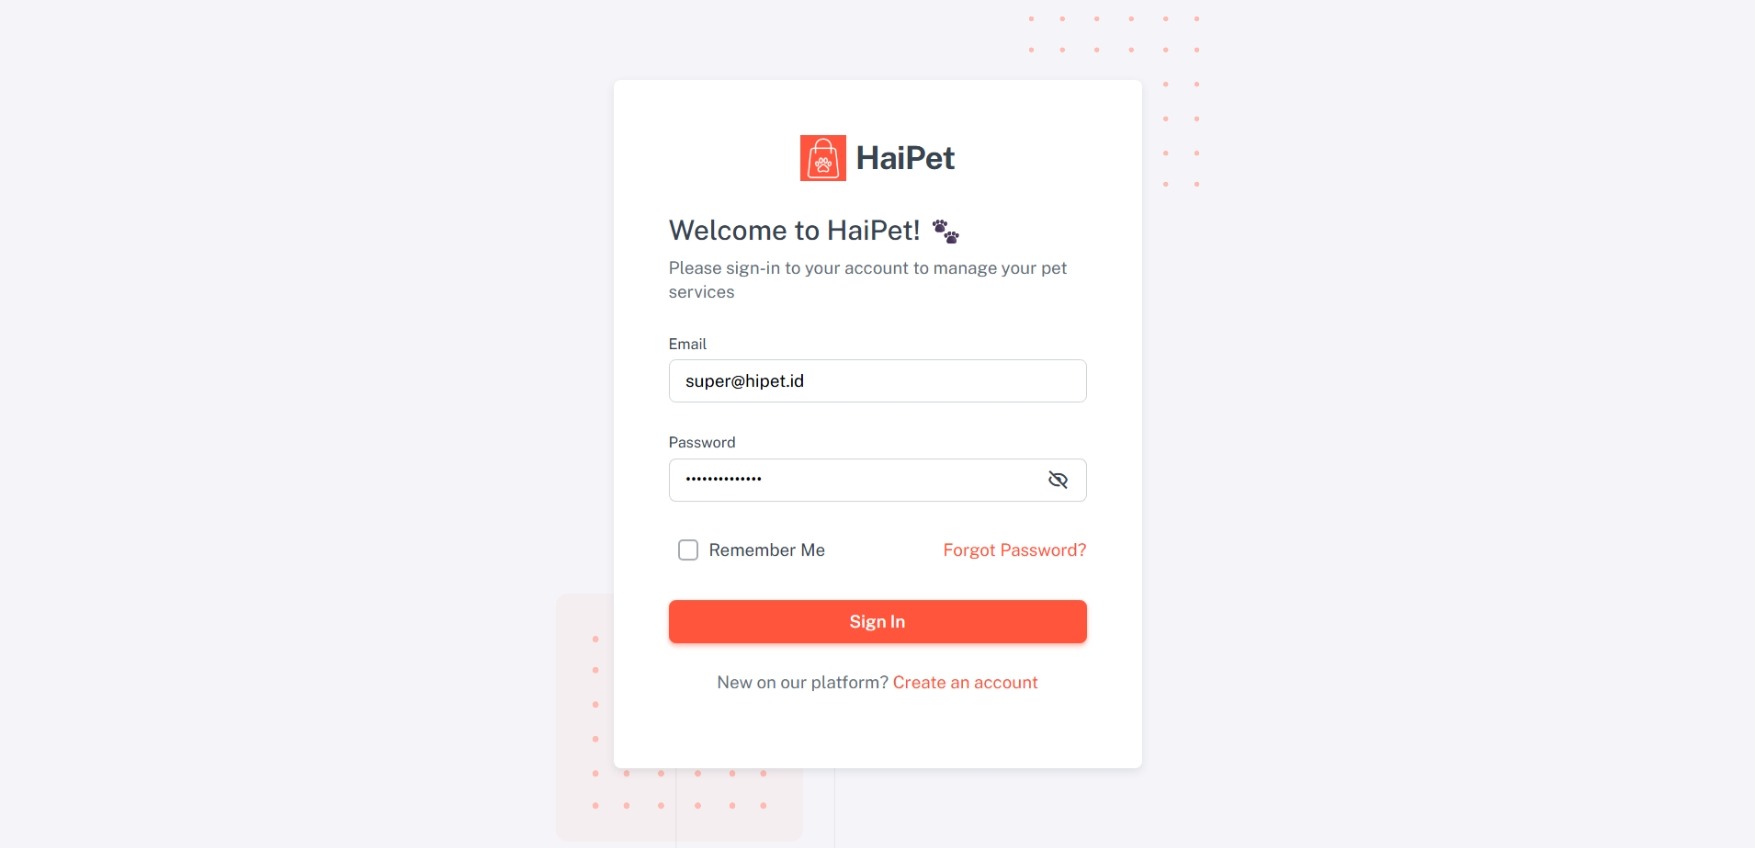 HaiPet
Welcome to HaiPet! 🐾
Please sign-in to your account to manage your pet
services
Email
super@hipet.id
Password
••••••••••••••
Remember Me
Forgot Password?
Sign In
New on our platform? Create an account